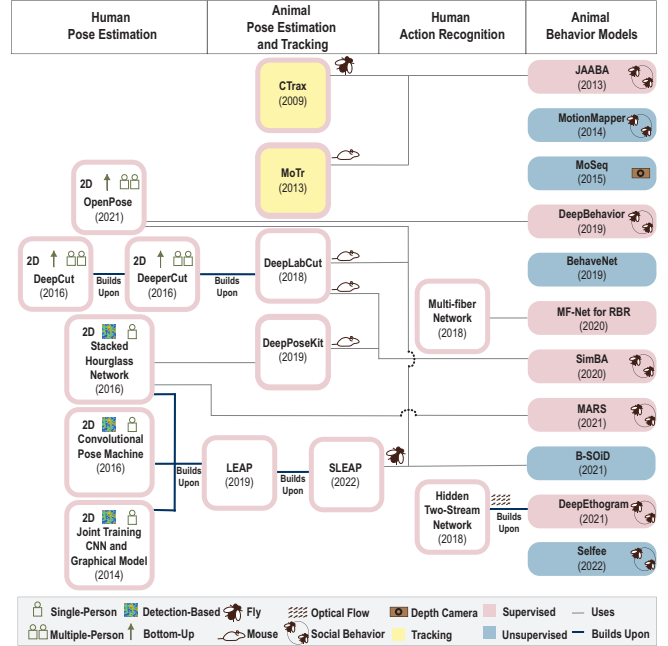 Human
Pose Estimation
Animal
Pose Estimation
and Tracking
Human
Action Recognition
Animal
Behavior Models
CTrax
(2009)
JAABA
(2013)
MotionMapper
(2014)
MoTr
(2013)
MoSeq
(2015)
2D
OpenPose
(2021)
DeepBehavior
(2019)
2D
DeepCut
(2016)
Builds
Upon
2D
DeeperCut
(2016)
Builds
Upon
DeepLabCut
(2018)
BehaveNet
(2019)
Multi-fiber
Network
(2018)
MF-Net for RBR
(2020)
2D
Stacked
Hourglass
Network
(2016)
DeepPoseKit
(2019)
SimBA
(2020)
MARS
(2021)
2D
Convolutional
Pose Machine
(2016)
Builds
Upon
LEAP
(2019)
Builds
Upon
SLEAP
(2022)
B-SOiD
(2021)
2D
Joint Training
CNN and
Graphical Model
(2014)
Hidden
Two-Stream
Network
(2018)
Builds
Upon
DeepEthogram
(2021)
Selfee
(2022)
Single-Person
Detection-Based
Fly
Optical Flow
Depth Camera
Supervised
Uses
Multiple-Person
Bottom-Up
Mouse
Social Behavior
Tracking
Unsupervised
Builds Upon